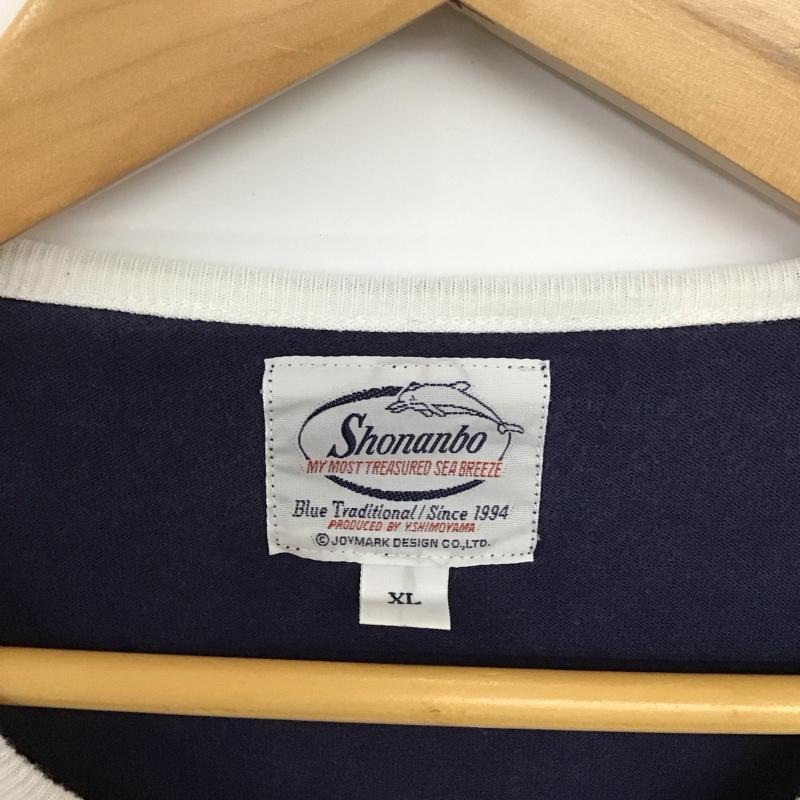 Shonanbo
MY MOST TREASURED SEA BREEZE
Blue Traditional / Since 1994
PRODUCED BY Y.SHIMOYAMA
©JOYMARK DESIGN CO.,LTD.
XL